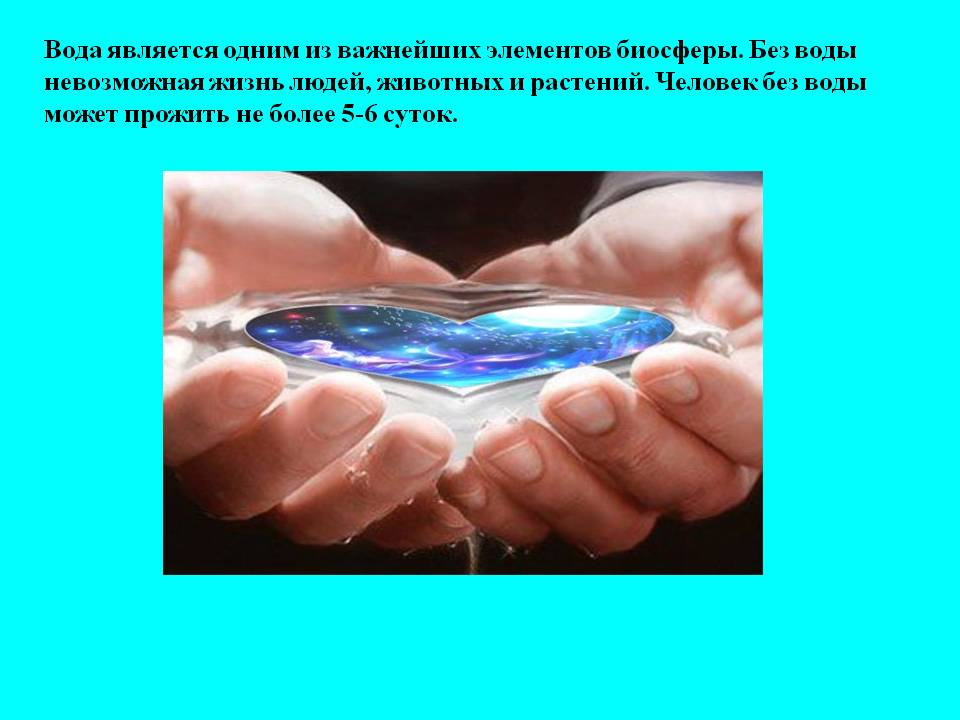 Вода является одним из важнейших элементов биосферы. Без воды
невозможная жизнь людей, животных и растений. Человек без воды
может прожить не более 5-6 суток.